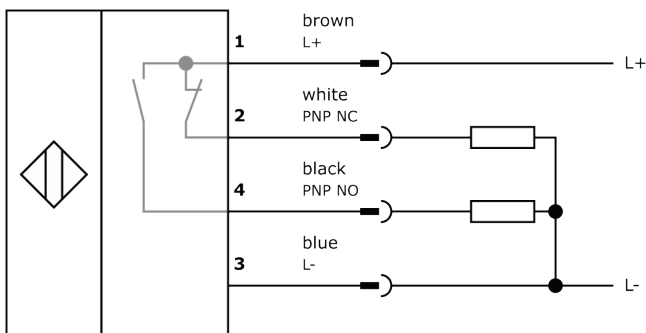 brown
1 L+
L+
white
2 PNP NC
black
4 PNP NO
blue
3 L-
L-